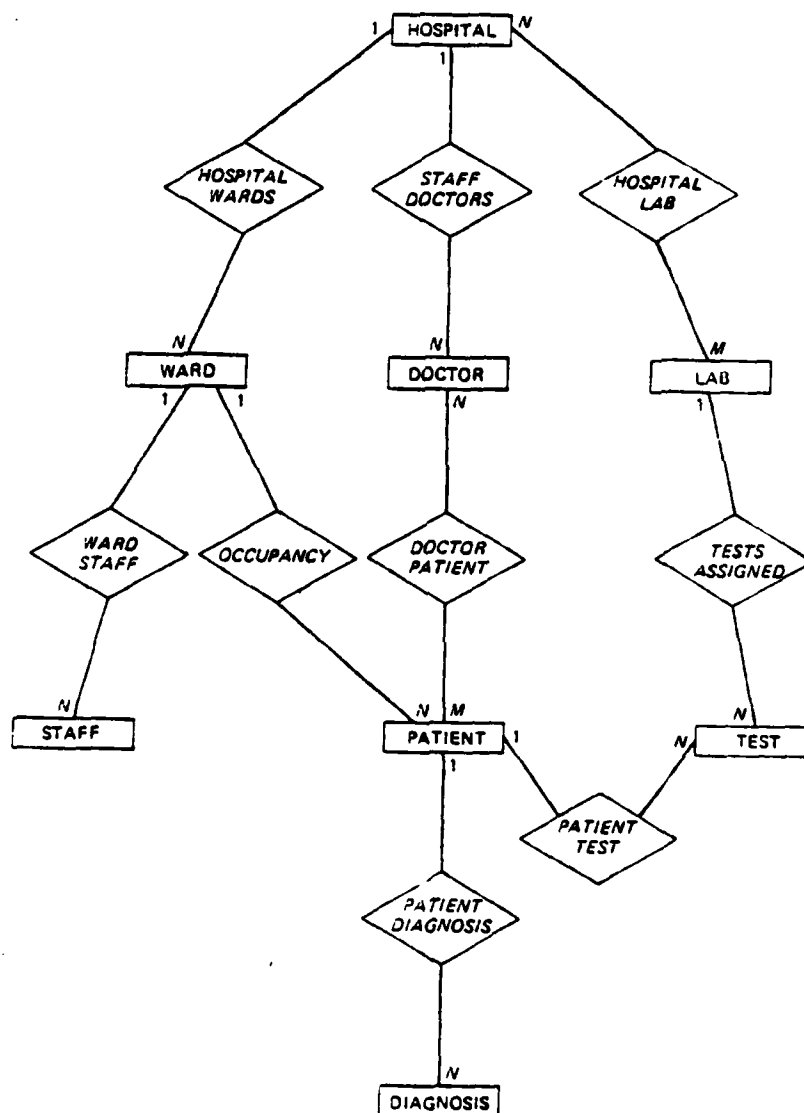 1 HOSPITAL N
1
HOSPITAL
WARDS
STAFF
DOCTORS
HOSPITAL
LAB
N
N
M
WARD
DOCTOR
LAB
1
1
N
1
WARD
STAFF
OCCUPANCY
DOCTOR
PATIENT
TESTS
ASSIGNED
N
N
M
N
STAFF
PATIENT
1
N
TEST
1
PATIENT
TEST
PATIENT
DIAGNOSIS
N
DIAGNOSIS